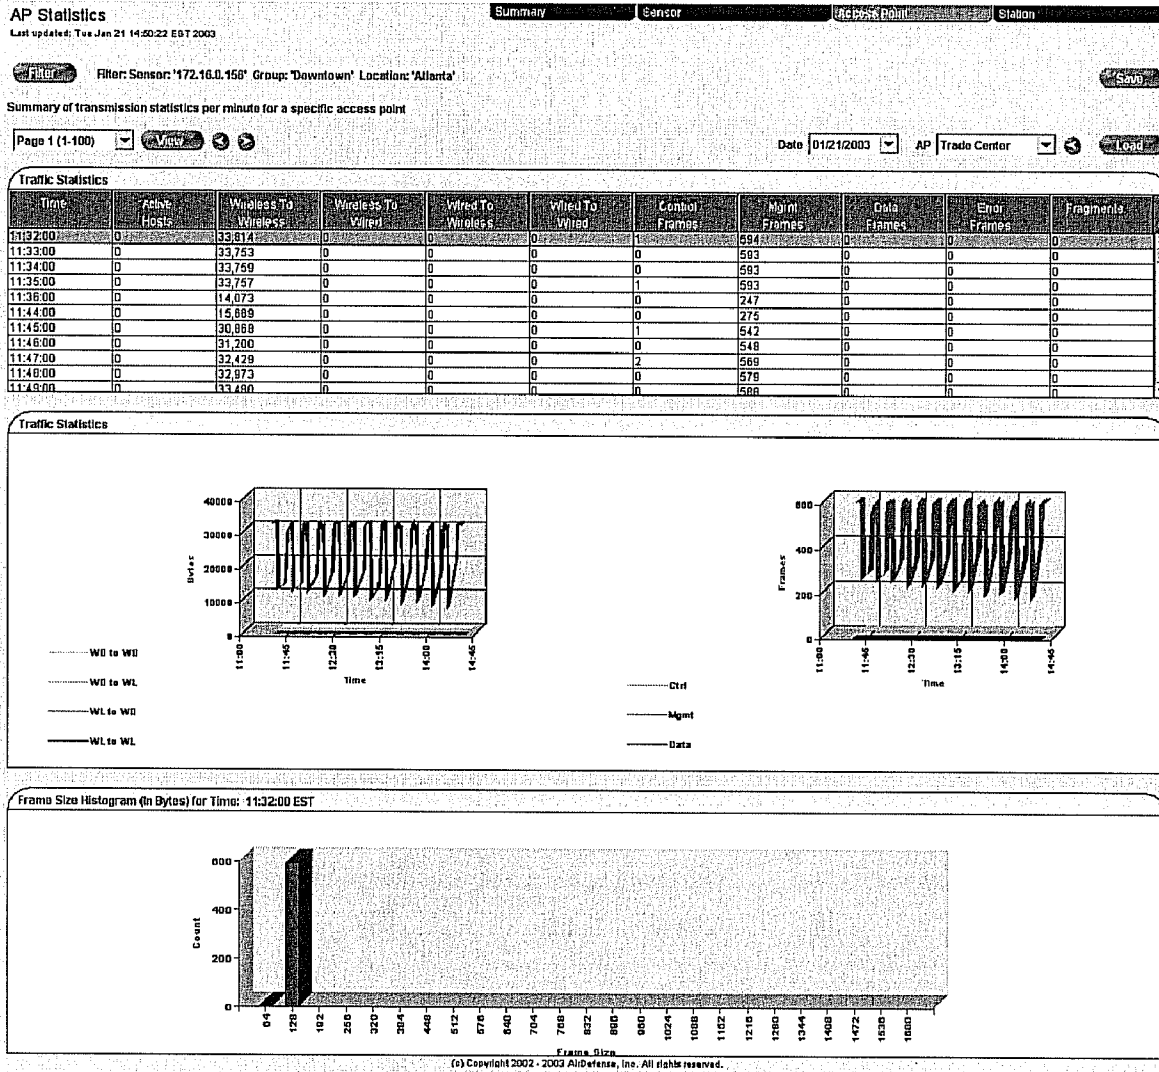 AP Statistics
Summary Sensor Access Point Station
Last updated: Tue Jan 21 14:50:22 EST 2003
Filter Filter: Sensor: '172.16.0.156' Group: 'Downtown' Location: 'Atlanta' Save
Summary of transmission statistics per minute for a specific access point
Page 1 (1-100) View Date 01/21/2003 AP Trade Center Load
Traffic Statistics
Time Active Hosts Wireless To Wireless Wireless To Wired Wired To Wireless Wired To Wired Control Frames Mgmt Frames Data Frames Error Frames Fragments
11:32:00 0 33,814 0 0 0 1 594 0 0 0
11:33:00 0 33,753 0 0 0 0 593 0 0 0
11:34:00 0 33,759 0 0 0 0 593 0 0 0
11:35:00 0 33,757 0 0 0 1 593 0 0 0
11:36:00 0 14,073 0 0 0 0 247 0 0 0
11:44:00 0 15,669 0 0 0 0 275 0 0 0
11:45:00 0 30,868 0 0 0 1 542 0 0 0
11:46:00 0 31,200 0 0 0 0 548 0 0 0
11:47:00 0 32,429 0 0 0 2 569 0 0 0
11:48:00 0 32,973 0 0 0 0 579 0 0 0
11:49:00 0 33,480 0 0 0 0 588 0 0 0
Traffic Statistics
40000
30000
20000
10000
0
Bytes
11:00 11:45 12:30 13:15 14:00 14:45
Time
WD to WD
WD to WL
WL to WD
WL to WL
600
400
200
0
Frames
11:00 11:45 12:30 13:15 14:00 14:45
Time
Ctrl
Mgmt
Data
Frame Size Histogram (In Bytes) for Time: 11:32:00 EST
600
400
200
0
Count
64 128 192 256 320 384 448 512 576 640 704 768 832 896 960 1024 1088 1152 1216 1280 1344 1408 1472 1536 1600
Frame Size
(c) Copyright 2002 - 2003 AirDefense, Inc. All rights reserved.